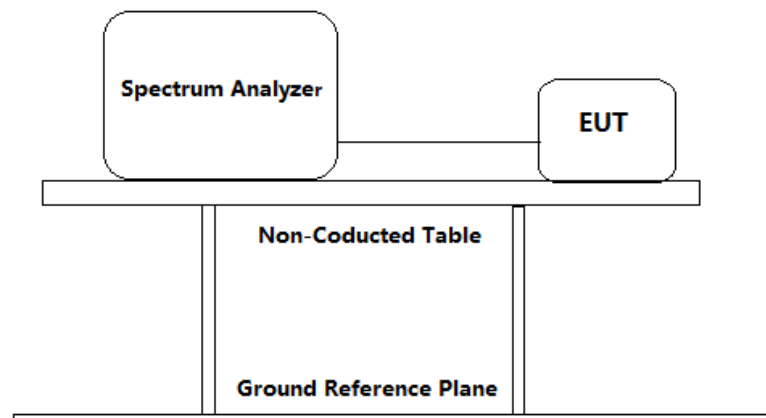 Spectrum Analyzer
EUT
Non-Coducted Table
Ground Reference Plane